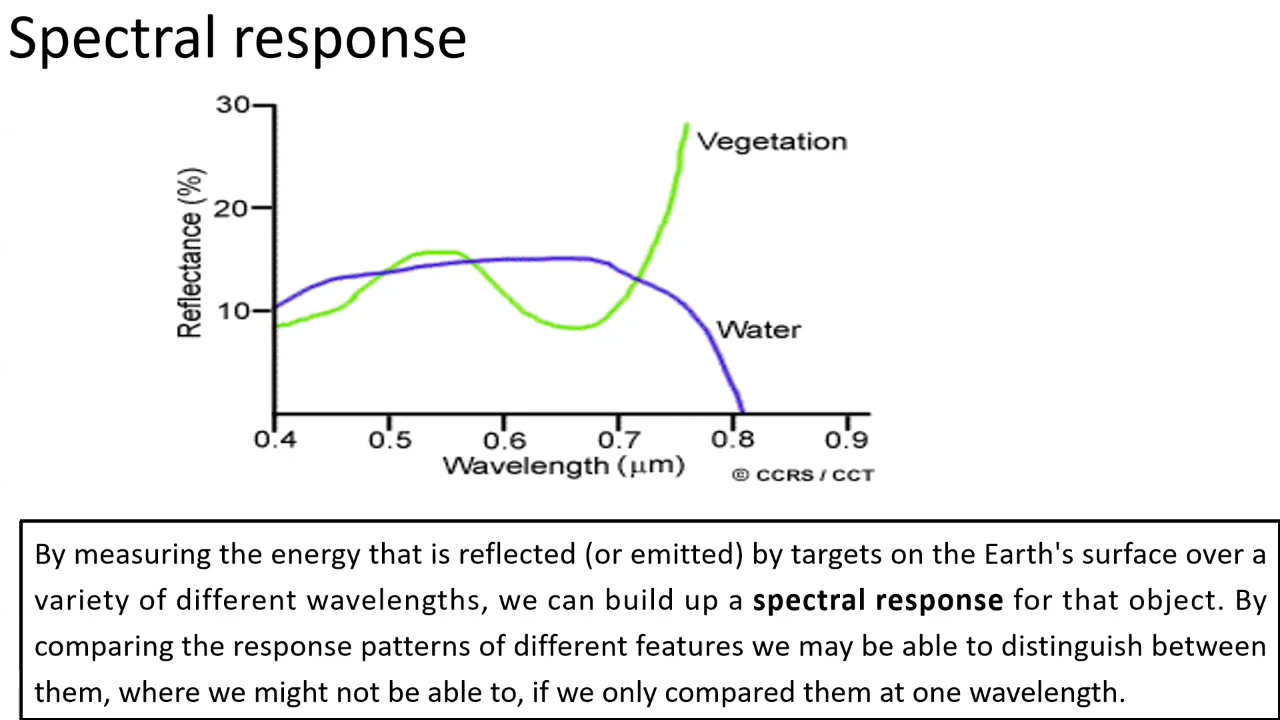 Spectral response
30
Vegetation
20
Reflectance (%)
10
Water
0.4 0.5 0.6 0.7 0.8 0.9
Wavelength (μm)
© CCRS / CCT
By measuring the energy that is reflected (or emitted) by targets on the Earth's surface over a
variety of different wavelengths, we can build up a spectral response for that object. By
comparing the response patterns of different features we may be able to distinguish between
them, where we might not be able to, if we only compared them at one wavelength.